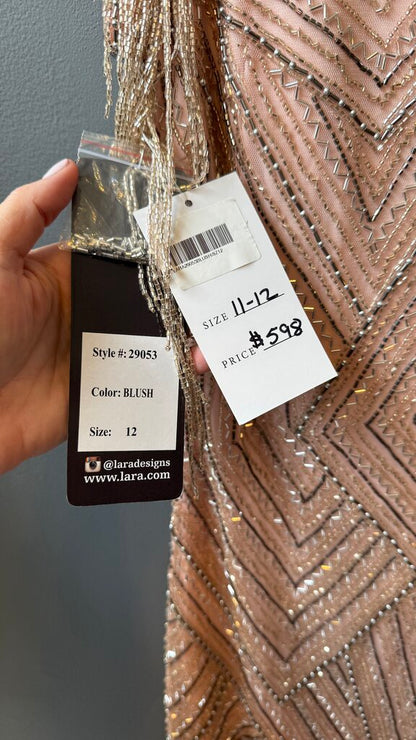 Style #: 29053
Color: BLUSH
Size: 12
@laradesigns
www.lara.com
SIZE 11-12
PRICE $598